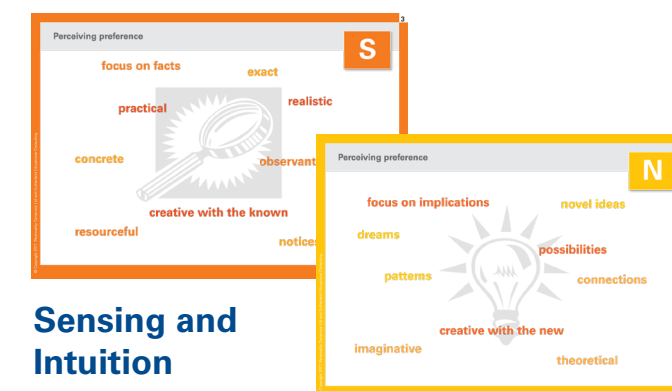 3
Perceiving preference
S
focus on facts
exact
practical
realistic
concrete
observant
creative with the known
resourceful
notices
Perceiving preference
N
focus on implications
novel ideas
dreams
possibilities
patterns
connections
creative with the new
imaginative
theoretical
Sensing and
Intuition